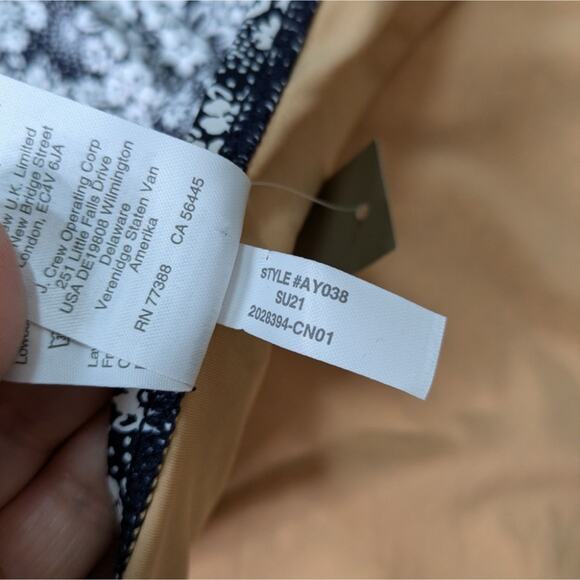 U.K. Limited
New Bridge Street
London, EC4V 6JA
J. Crew Operating Corp
251 Little Falls Drive
USA DE19808 Wilmington
Delaware
Verenidge Staten Van
Amerika
RN 77388 CA 56445
STYLE #AY038
SU21
2028394-CN01